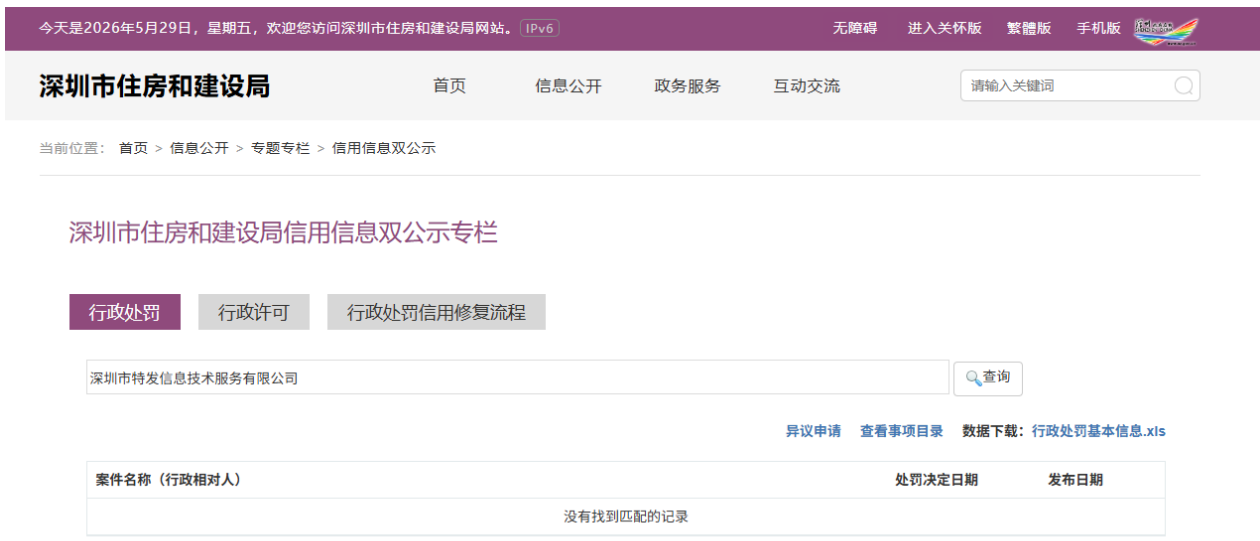 今天是2026年5月29日，星期五，欢迎您访问深圳市住房和建设局网站。 IPv6 无障碍 进入关怀版 繁體版 手机版
深圳市住房和建设局 首页 信息公开 政务服务 互动交流 请输入关键词
当前位置： 首页 > 信息公开 > 专题专栏 > 信用信息双公示
深圳市住房和建设局信用信息双公示专栏
行政处罚 行政许可 行政处罚信用修复流程
深圳市特发信息技术服务有限公司 查询
异议申请 查看事项目录 数据下载：行政处罚基本信息.xls
案件名称（行政相对人） 处罚决定日期 发布日期
没有找到匹配的记录